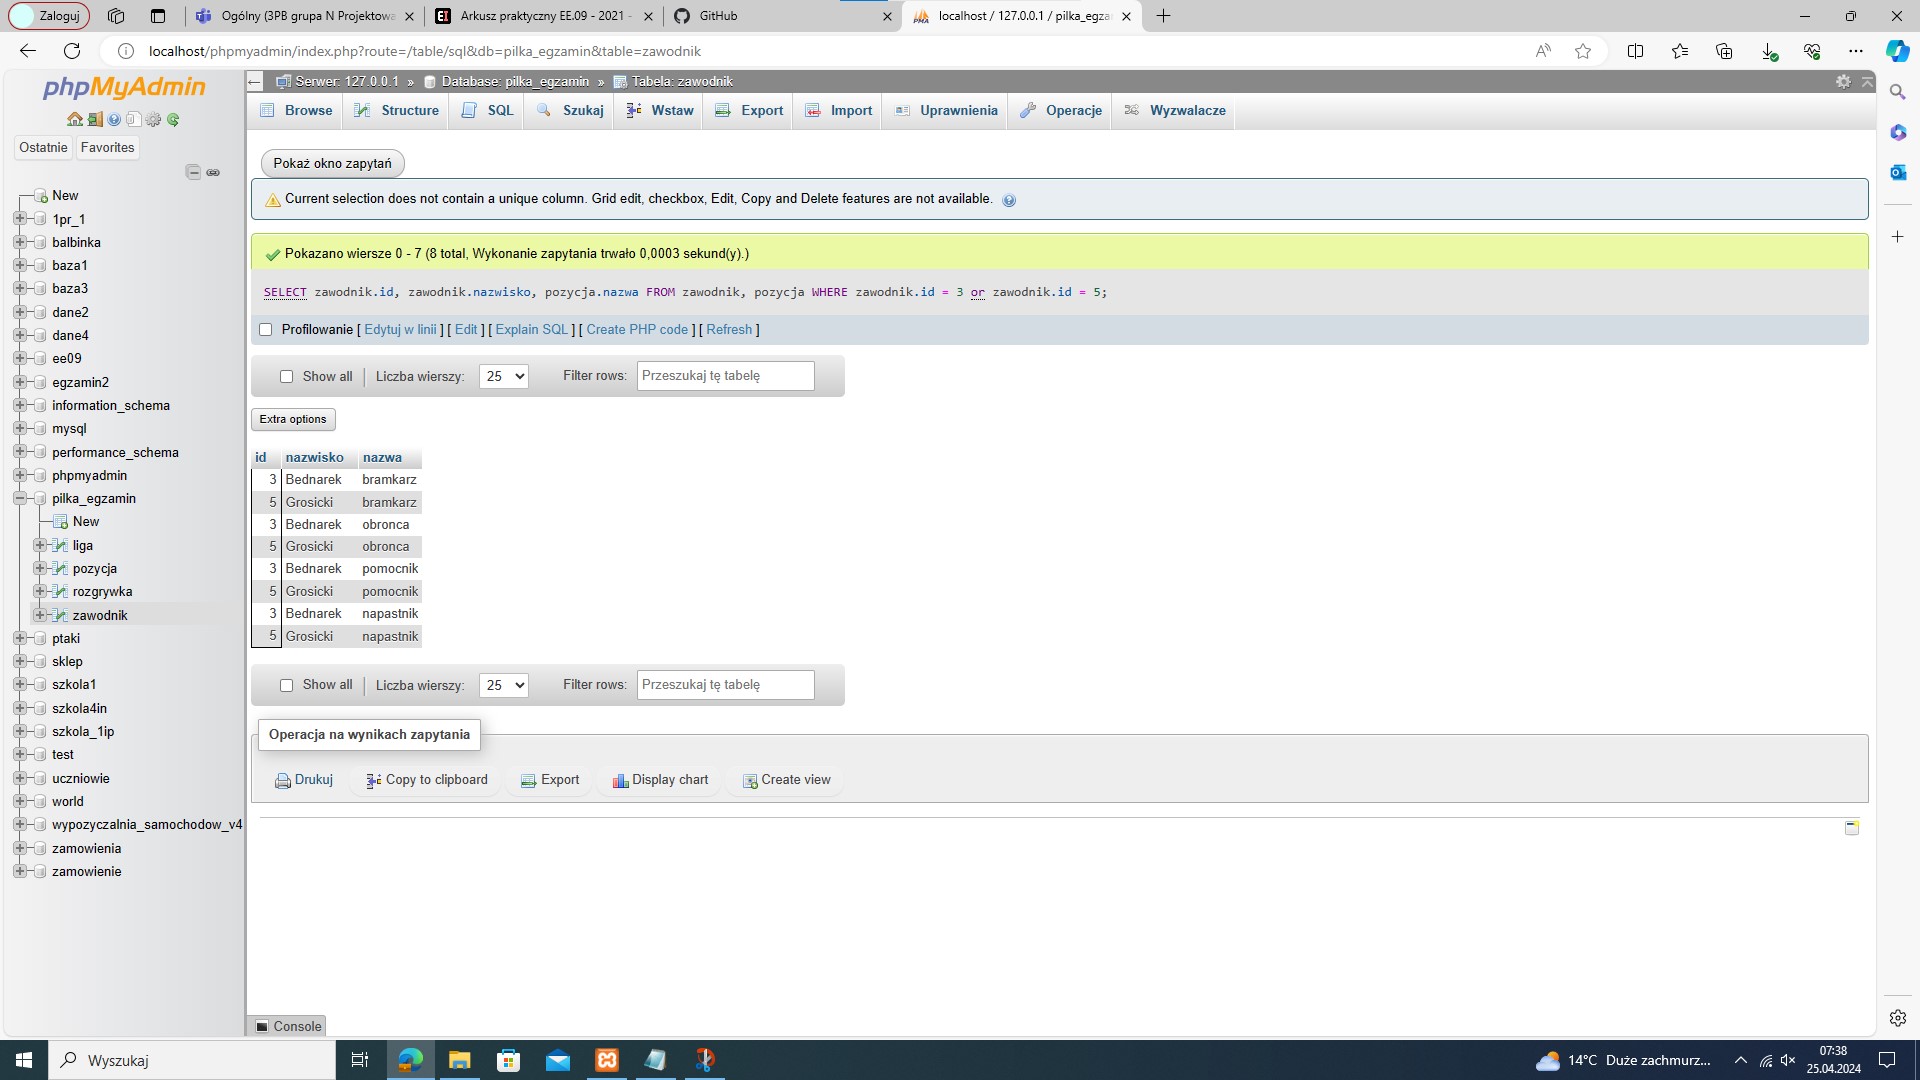 Zaloguj
Ogólny (3PB grupa N Projektowa
Arkusz praktyczny EE.09 - 2021 -
GitHub
localhost / 127.0.0.1 / pilka_egza
localhost/phpmyadmin/index.php?route=/table/sql&db=pilka_egzamin&table=zawodnik
phpMyAdmin
Ostatnie
Favorites
New
1pr_1
balbinka
baza1
baza3
dane2
dane4
ee09
egzamin2
information_schema
mysql
performance_schema
phpmyadmin
pilka_egzamin
New
liga
pozycja
rozgrywka
zawodnik
ptaki
sklep
szkola1
szkola4in
szkola_1ip
test
uczniowie
world
wypozyczalnia_samochodow_v4
zamowienia
zamowienie
Serwer: 127.0.0.1 » Database: pilka_egzamin » Tabela: zawodnik
Browse Structure SQL Szukaj Wstaw Export Import Uprawnienia Operacje Wyzwalacze
Pokaż okno zapytań
Current selection does not contain a unique column. Grid edit, checkbox, Edit, Copy and Delete features are not available.
Pokazano wiersze 0 - 7 (8 total, Wykonanie zapytania trwało 0,0003 sekund(y).)
SELECT zawodnik.id, zawodnik.nazwisko, pozycja.nazwa FROM zawodnik, pozycja WHERE zawodnik.id = 3 or zawodnik.id = 5;
Profilowanie [ Edytuj w linii ] [ Edit ] [ Explain SQL ] [ Create PHP code ] [ Refresh ]
Show all Liczba wierszy: 25 Filter rows: Przeszukaj tę tabelę
Extra options
id nazwisko nazwa
3 Bednarek bramkarz
5 Grosicki bramkarz
3 Bednarek obronca
5 Grosicki obronca
3 Bednarek pomocnik
5 Grosicki pomocnik
3 Bednarek napastnik
5 Grosicki napastnik
Show all Liczba wierszy: 25 Filter rows: Przeszukaj tę tabelę
Operacja na wynikach zapytania
Drukuj Copy to clipboard Export Display chart Create view
Console
Wyszukaj
14°C Duże zachmurz...
07:38
25.04.2024